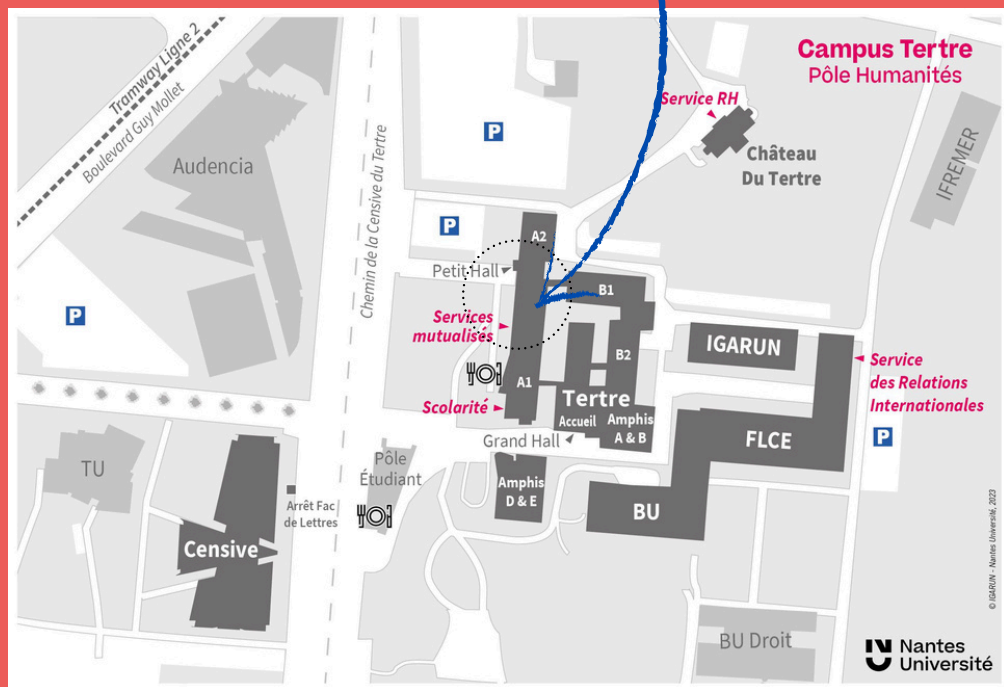 Campus Tertre
Pôle Humanités
Tramway Ligne 2
Boulevard Guy Mollet
Audencia
Chemin de la Censive du Tertre
P
P
P
P
Service RH
Château
Du Tertre
IFREMER
A2
Petit Hall
B1
Services
mutualisés
B2
A1
IGARUN
Service
des Relations
Internationales
Scolarité
Tertre
Accueil
Amphis
A & B
Grand Hall
FLCE
TU
Pôle
Étudiant
Amphis
D & E
BU
Arrêt Fac
de Lettres
Censive
BU Droit
© IGARUN - Nantes Université, 2023
Nantes
Université